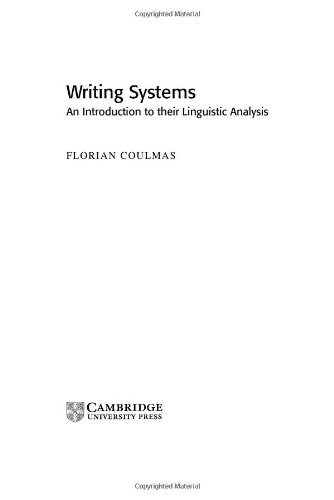 Copyrighted Material
Writing Systems
An Introduction to their Linguistic Analysis
FLORIAN COULMAS
CAMBRIDGE
UNIVERSITY PRESS
Copyrighted Material